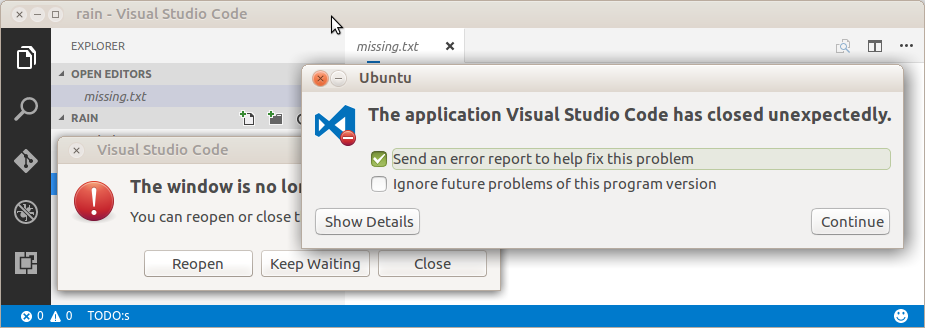 rain - Visual Studio Code
EXPLORER
missing.txt
OPEN EDITORS
missing.txt
RAIN
Ubuntu
The application Visual Studio Code has closed unexpectedly.
Send an error report to help fix this problem
Ignore future problems of this program version
Show Details
Continue
Visual Studio Code
The window is no lon
You can reopen or close t
Reopen
Keep Waiting
Close
0 0 TODO:s